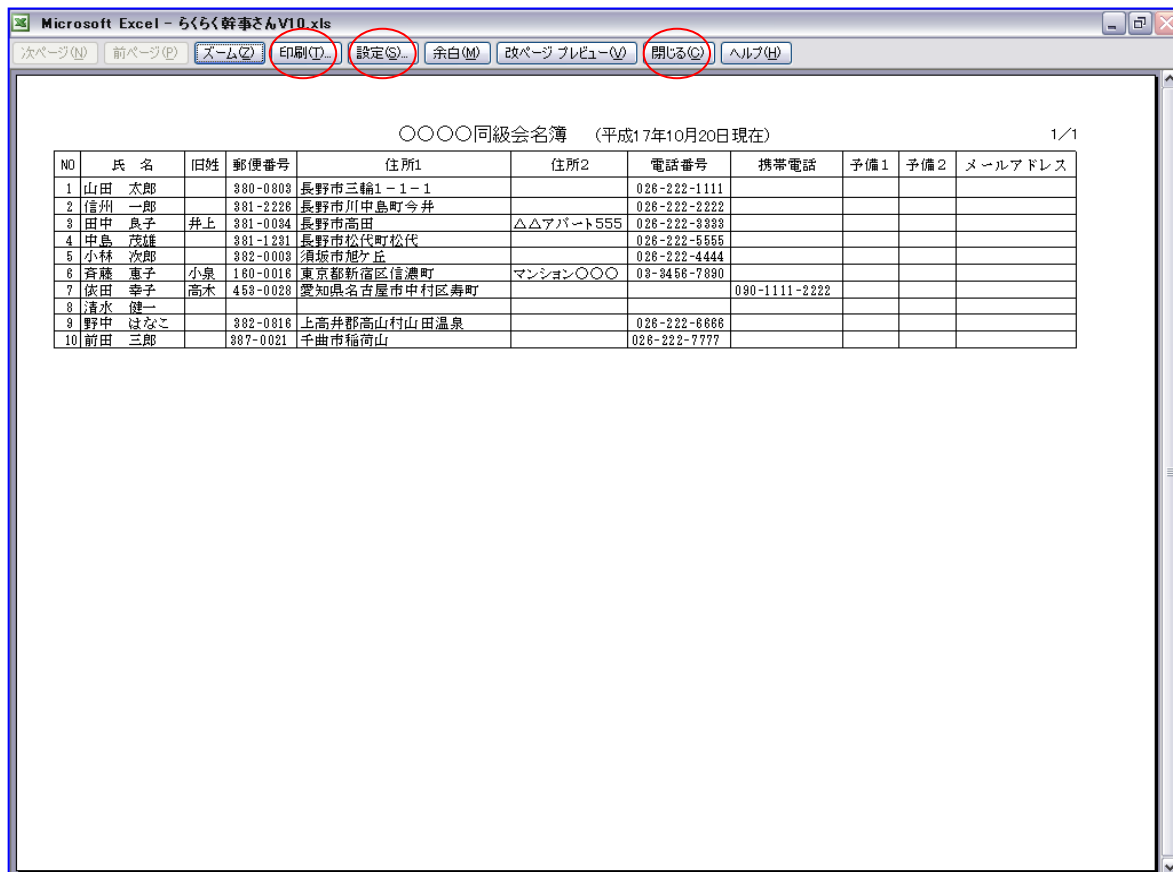 Microsoft Excel - らくらく幹事さんV10.xls
次ページ(N) 前ページ(P) ズーム(Z) 印刷(T)... 設定(S)... 余白(M) 改ページ プレビュー(V) 閉じる(C) ヘルプ(H)
○○○○同級会名簿 (平成17年10月20日現在) 1/1
NO 氏 名 旧姓 郵便番号 住所1 住所2 電話番号 携帯電話 予備1 予備2 メールアドレス
1 山田 太郎 380-0803 長野市三輪1-1-1 026-222-1111
2 信州 一郎 381-2226 長野市川中島町今井 026-222-2222
3 田中 良子 井上 381-0034 長野市高田 △△アパート555 026-222-3333
4 中島 茂雄 381-1231 長野市松代町松代 026-222-5555
5 小林 次郎 382-0003 須坂市旭ケ丘 026-222-4444
6 斉藤 恵子 小泉 160-0016 東京都新宿区信濃町 マンション○○○ 03-3456-7890
7 依田 幸子 高木 453-0028 愛知県名古屋市中村区寿町 090-1111-2222
8 清水 健一
9 野中 はなこ 382-0816 上高井郡高山村山田温泉 026-222-6666
10 前田 三郎 387-0021 千曲市稲荷山 026-222-7777